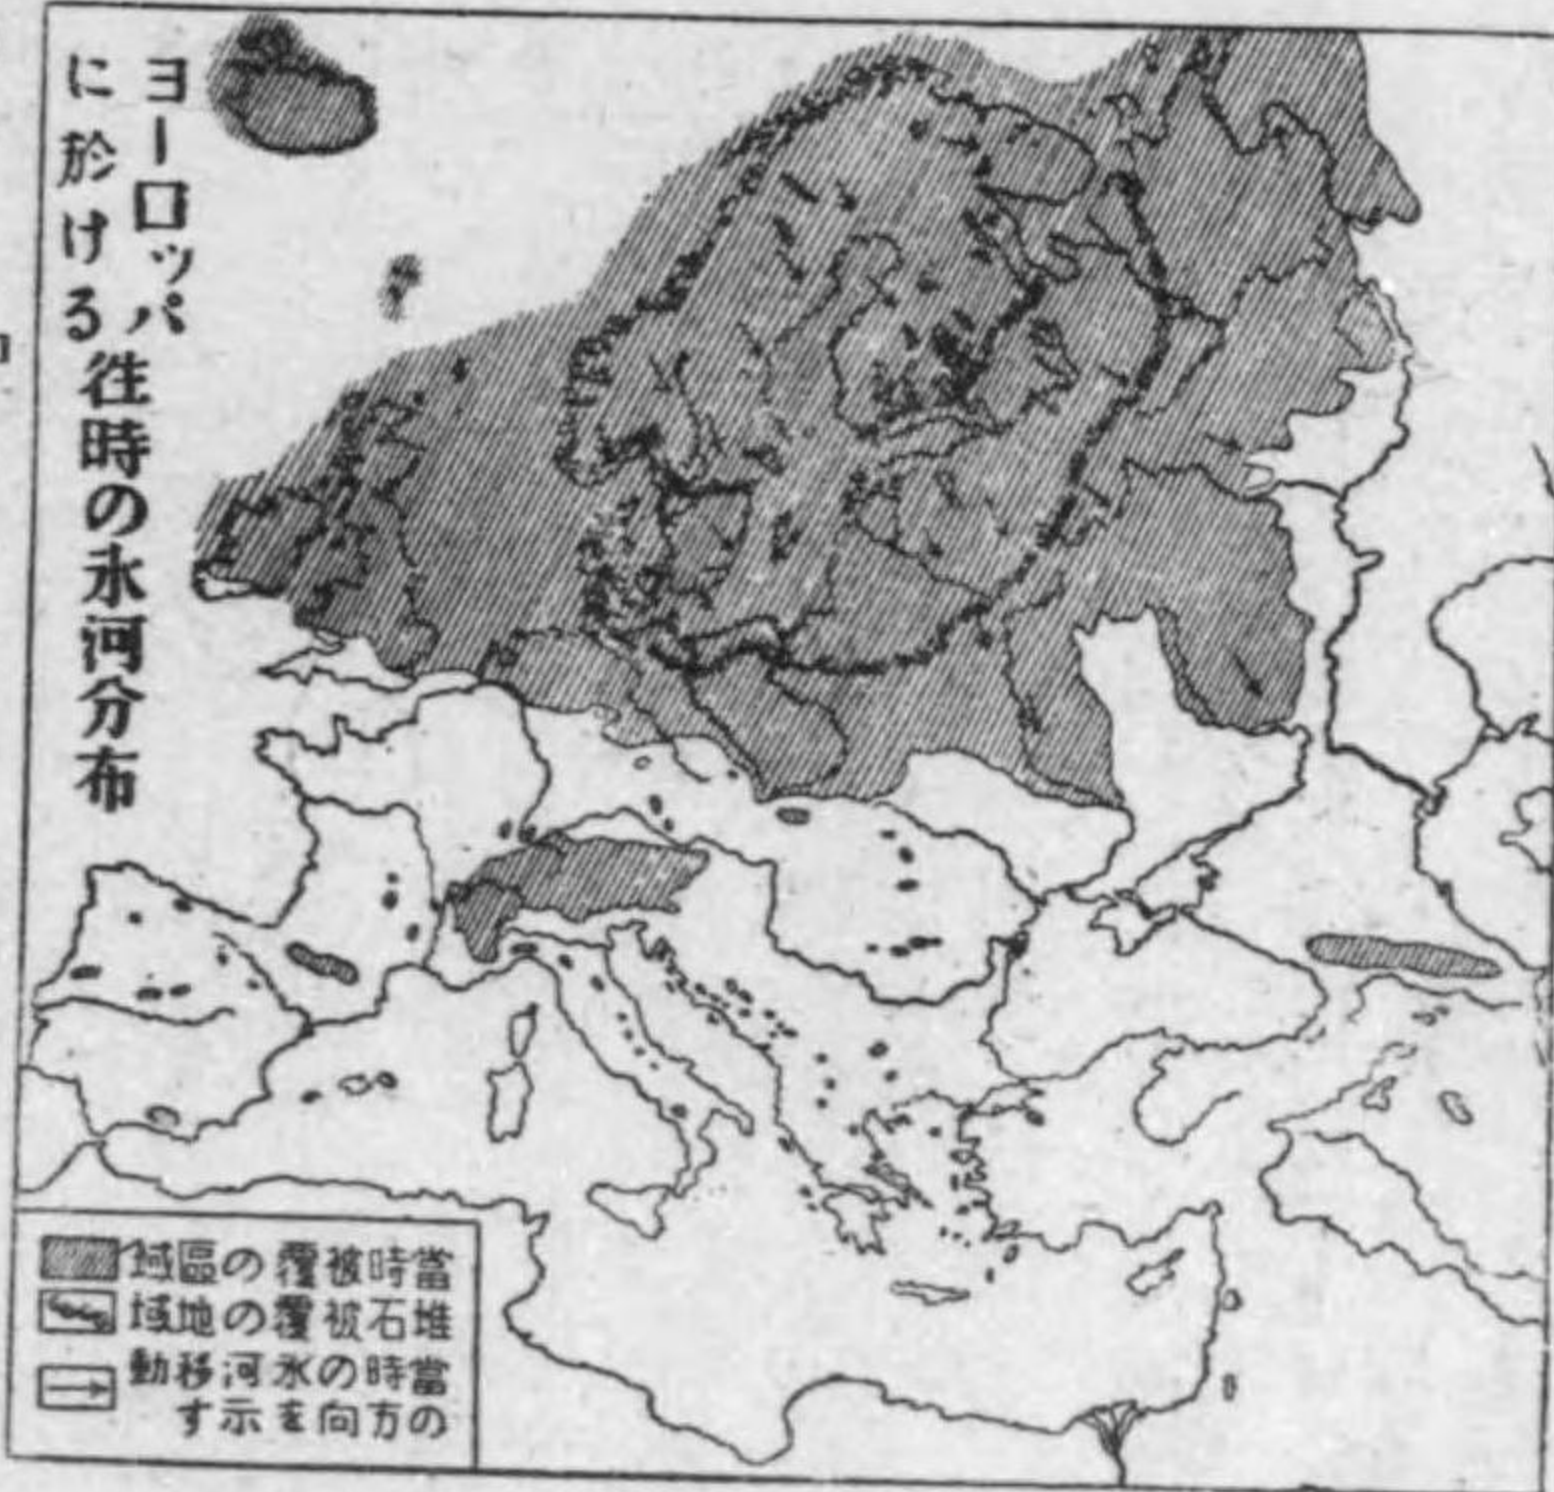 ヨーロッパ
に於ける往時の氷河分布
當時被覆の區域
堆石被覆の地域
當時の氷河移動
の方向を示す